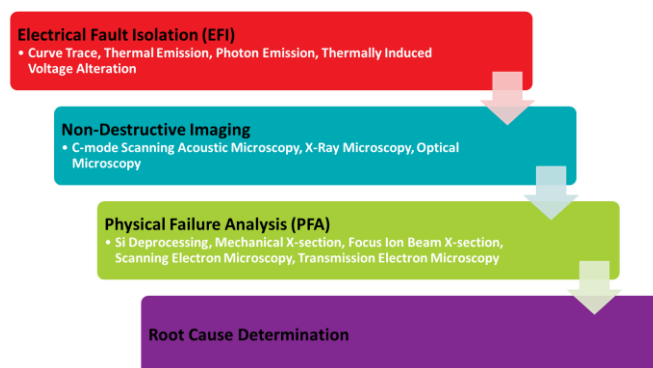 Electrical Fault Isolation (EFI)
• Curve Trace, Thermal Emission, Photon Emission, Thermally Induced
Voltage Alteration
Non-Destructive Imaging
• C-mode Scanning Acoustic Microscopy, X-Ray Microscopy, Optical
Microscopy
Physical Failure Analysis (PFA)
• Si Deprocessing, Mechanical X-section, Focus Ion Beam X-section,
Scanning Electron Microscopy, Transmission Electron Microscopy
Root Cause Determination